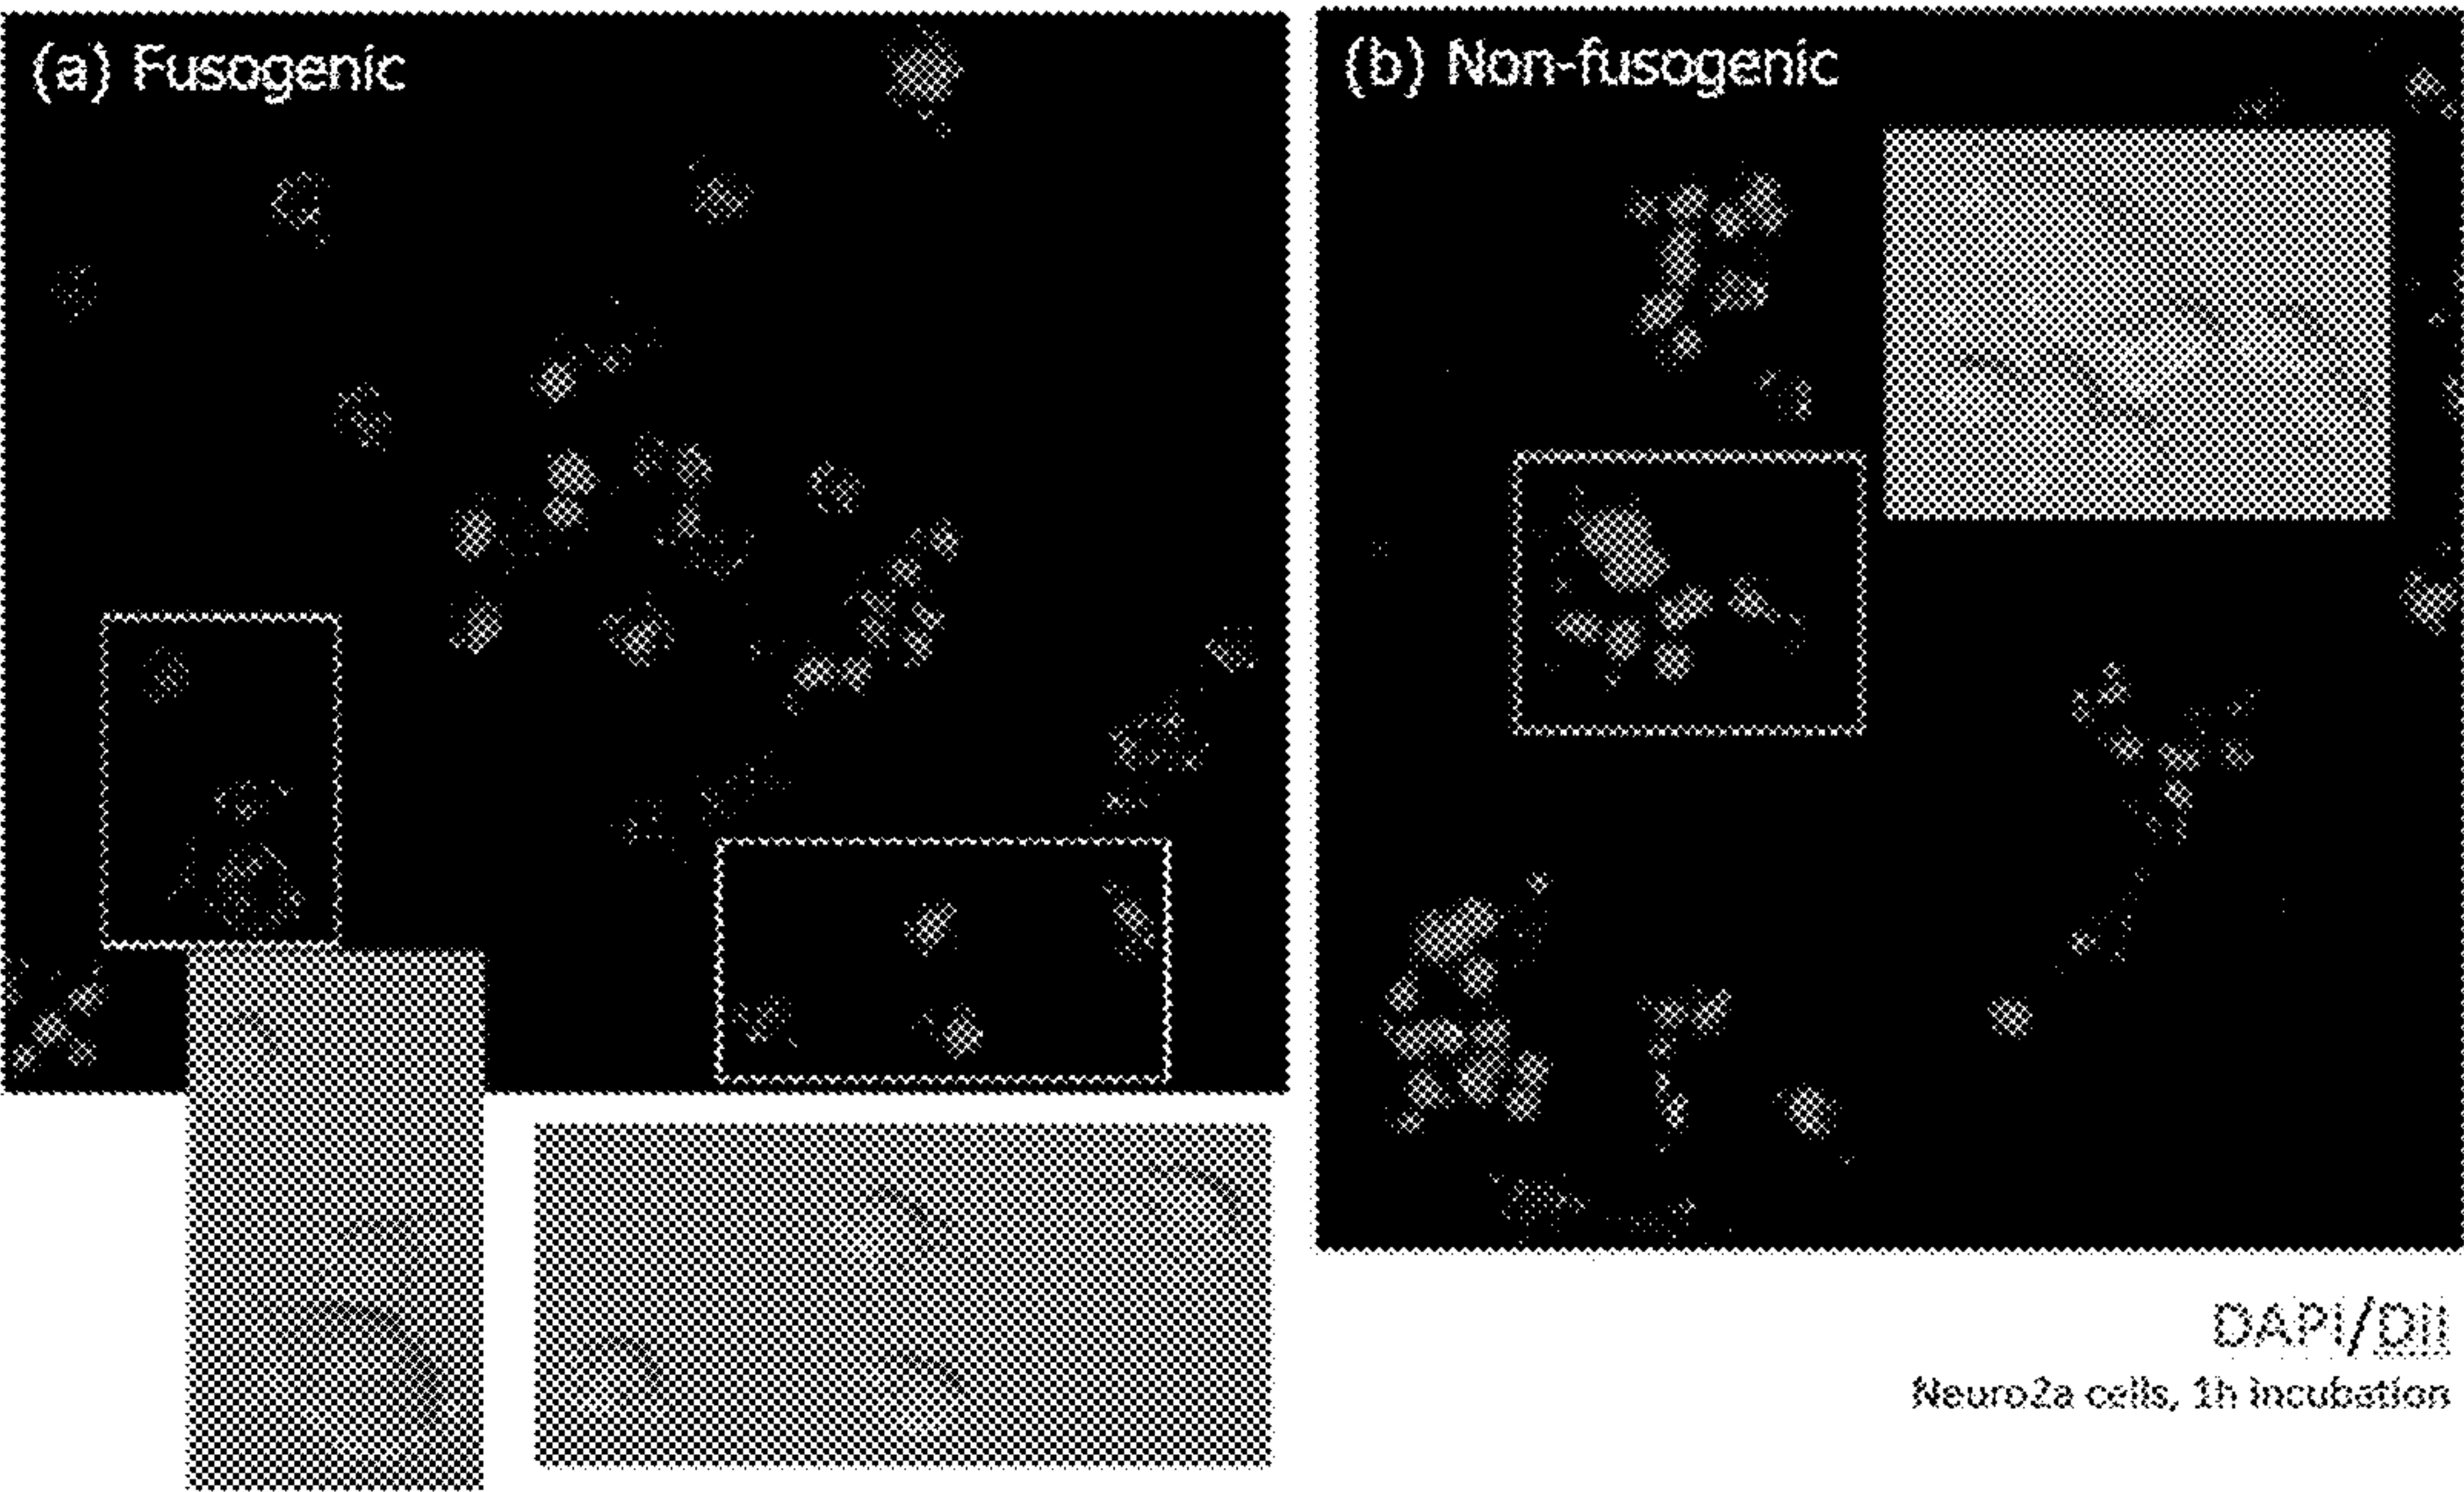 (a) Fusogenic
(b) Non-fusogenic
DAPI/DiI
Neuro2a cells, 1h incubation